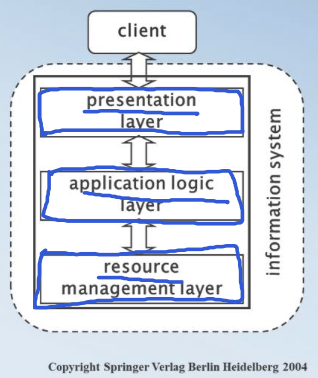 client
presentation
layer
application logic
layer
resource
management layer
information system
Copyright Springer Verlag Berlin Heidelberg 2004